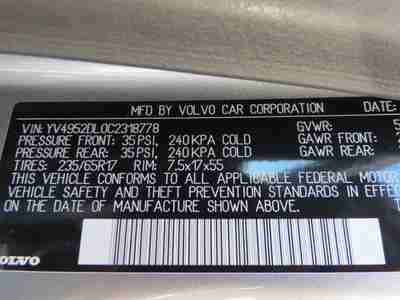 MFD BY VOLVO CAR CORPORATION DATE:
VIN: YV4952DL0C2318778 GVWR: 5
PRESSURE FRONT: 35PSI, 240KPA COLD GAWR FRONT:
PRESSURE REAR: 35PSI, 240KPA COLD GAWR REAR:
TIRES: 235/65R17 RIM: 7.5x17x55
THIS VEHICLE CONFORMS TO ALL APPLICABLE FEDERAL MOTOR
VEHICLE SAFETY AND THEFT PREVENTION STANDARDS IN EFFEC
ON THE DATE OF MANUFACTURE SHOWN ABOVE.
VOLVO